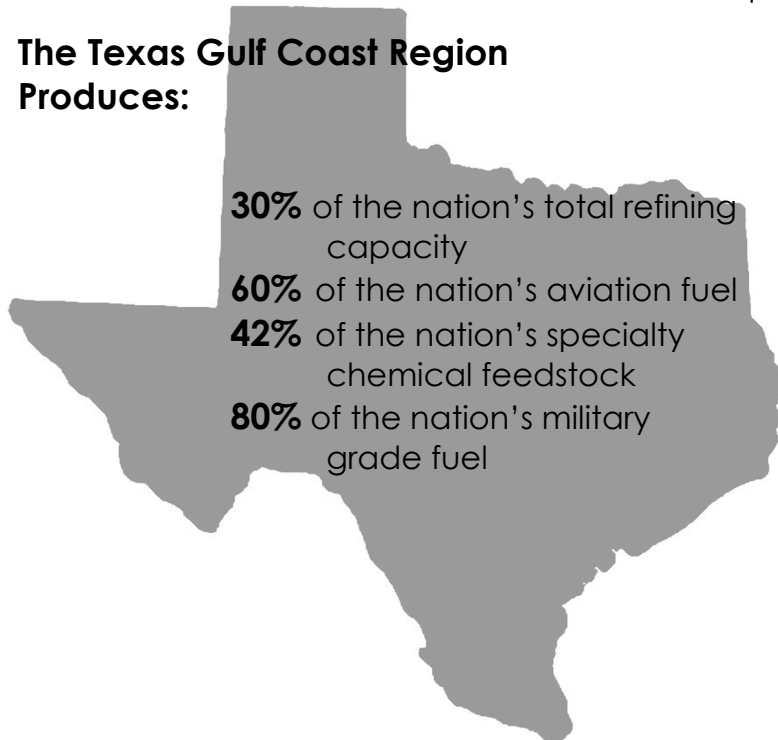 The Texas Gulf Coast Region
Produces:
30% of the nation’s total refining
capacity
60% of the nation’s aviation fuel
42% of the nation’s specialty
chemical feedstock
80% of the nation’s military
grade fuel